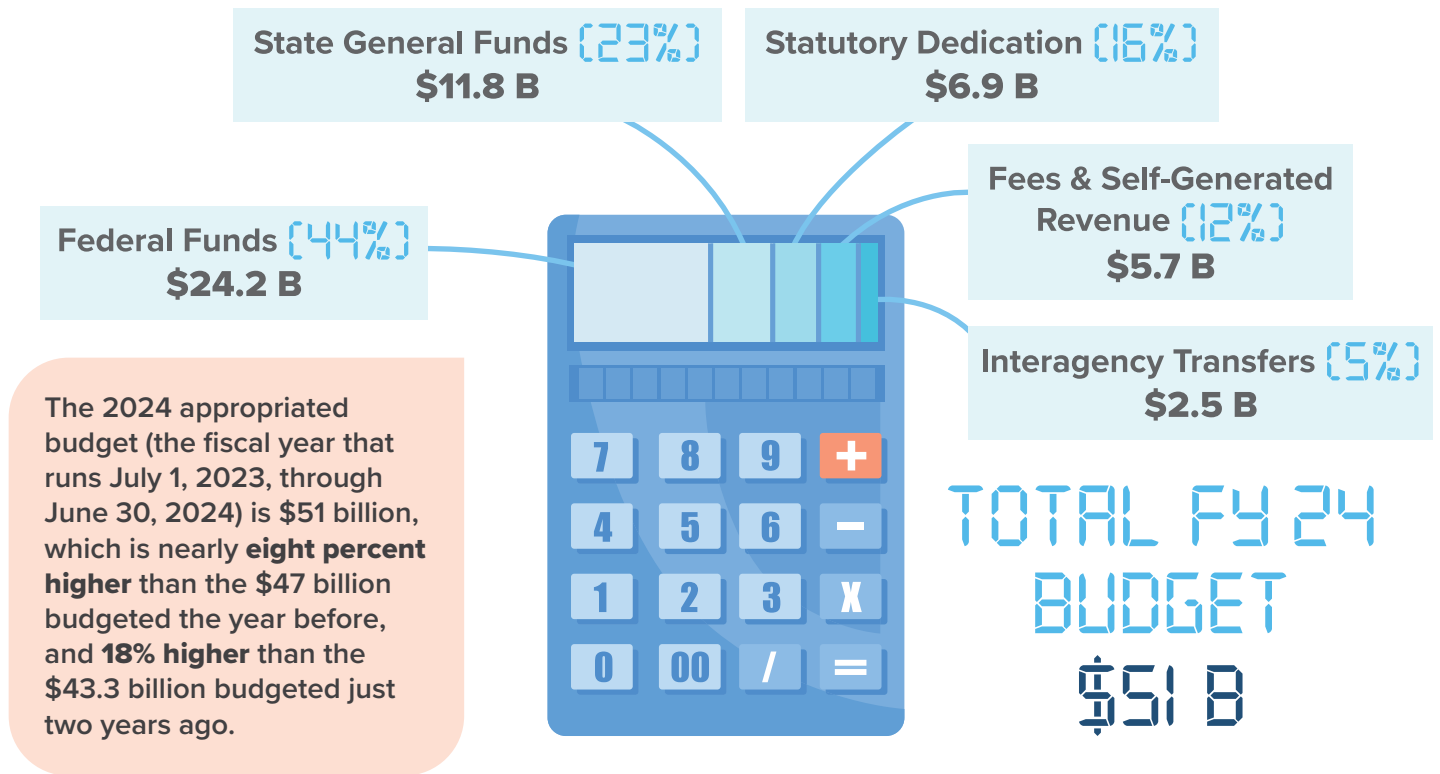 State General Funds (23%)
$11.8 B
Statutory Dedication (16%)
$6.9 B
Fees & Self-Generated
Revenue (12%)
$5.7 B
Federal Funds (44%)
$24.2 B
Interagency Transfers (5%)
$2.5 B
The 2024 appropriated
budget (the fiscal year that
runs July 1, 2023, through
June 30, 2024) is $51 billion,
which is nearly eight percent
higher than the $47 billion
budgeted the year before,
and 18% higher than the
$43.3 billion budgeted just
two years ago.
7 8 9 +
4 5 6 −
1 2 3 X
0 00 / =
TOTAL FY 24
BUDGET
$51 B